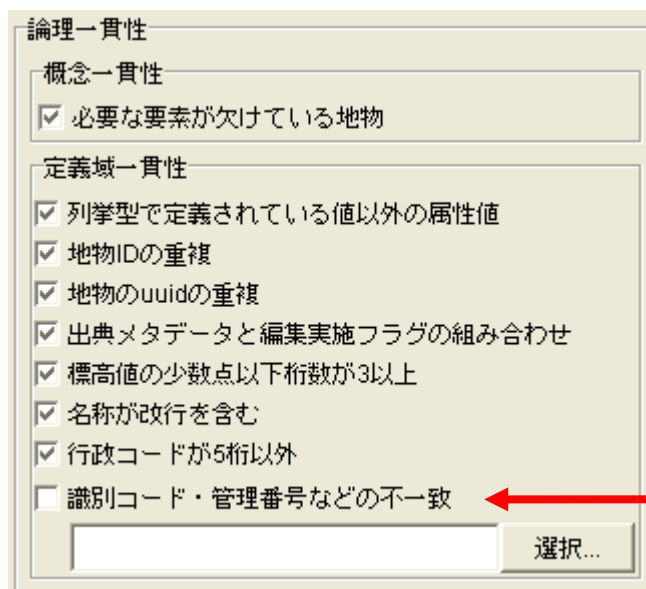 論理一貫性
概念一貫性
必要な要素が欠けている地物
定義域一貫性
列挙型で定義されている値以外の属性値
地物IDの重複
地物のuuidの重複
出典メタデータと編集実施フラグの組み合わせ
標高値の少数点以下桁数が3以上
名称が改行を含む
行政コードが5桁以外
識別コード・管理番号などの不一致
選択...